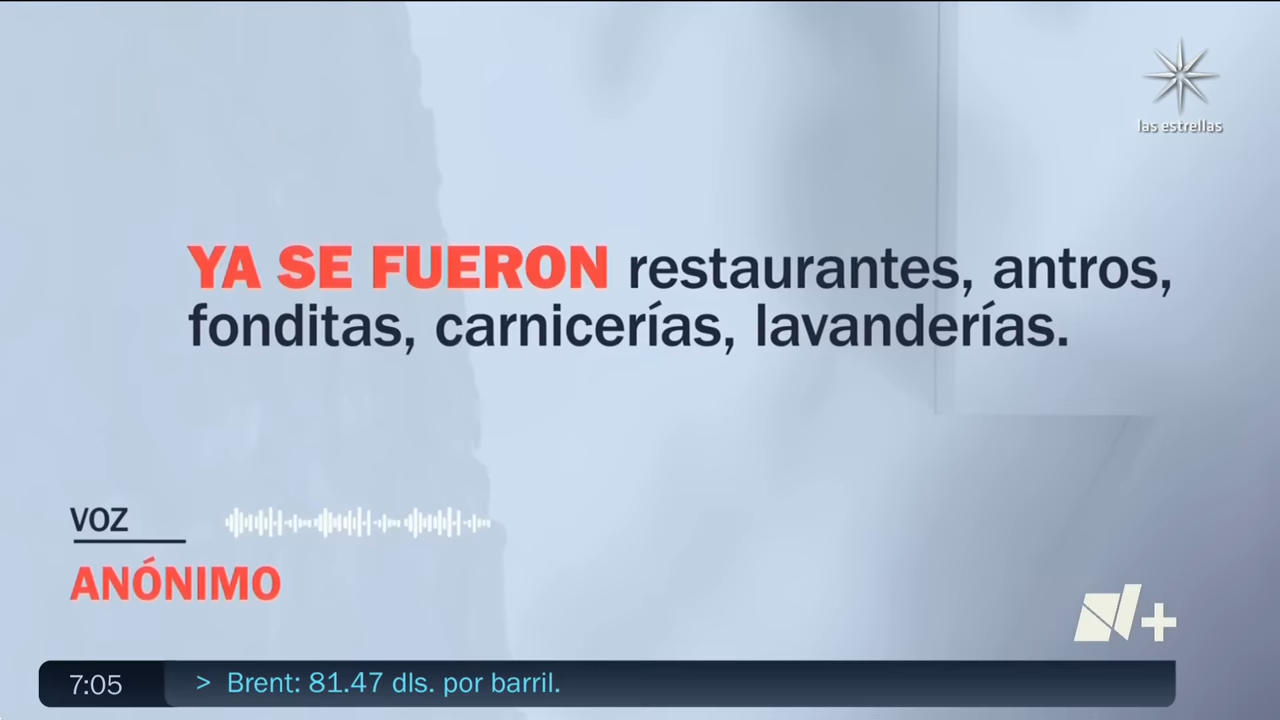 las estrellas
YA SE FUERON restaurantes, antros,
fonditas, carnicerías, lavanderías.
VOZ
ANÓNIMO
N+
7:05 > Brent: 81.47 dls. por barril.